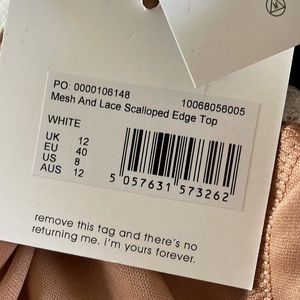 PO: 0000106148 10068056005
Mesh And Lace Scalloped Edge Top
WHITE
UK 12
EU 40
US 8
AUS 12
5 057631 573262
remove this tag and there's no
returning me. i'm yours forever.